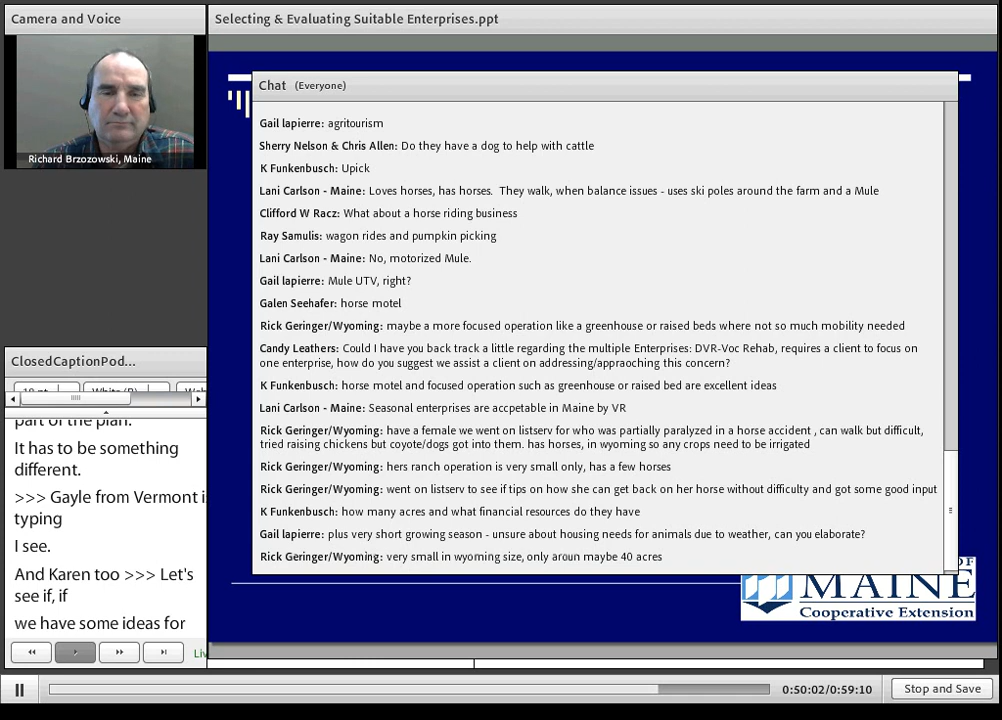 Camera and Voice
Richard Brzozowski, Maine
Selecting & Evaluating Suitable Enterprises.ppt
Chat (Everyone)
Gail lapierre: agritourism
Sherry Nelson & Chris Allen: Do they have a dog to help with cattle
K Funkenbusch: Upick
Lani Carlson - Maine: Loves horses, has horses. They walk, when balance issues - uses ski poles around the farm and a Mule
Clifford W Racz: What about a horse riding business
Ray Samulis: wagon rides and pumpkin picking
Lani Carlson - Maine: No, motorized Mule.
Gail lapierre: Mule UTV, right?
Galen Seehafer: horse motel
Rick Geringer/Wyoming: maybe a more focused operation like a greenhouse or raised beds where not so much mobility needed
Candy Leathers: Could I have you back track a little regarding the multiple Enterprises: DVR-Voc Rehab, requires a client to focus on
one enterprise, how do you suggest we assist a client on addressing/appraoching this concern?
K Funkenbusch: horse motel and focused operation such as greenhouse or raised bed are excellent ideas
Lani Carlson - Maine: Seasonal enterprises are accpetable in Maine by VR
Rick Geringer/Wyoming: have a female we went on listserv for who was partially paralyzed in a horse accident , can walk but difficult,
tried raising chickens but coyote/dogs got into them. has horses, in wyoming so any crops need to be irrigated
Rick Geringer/Wyoming: hers ranch operation is very small only, has a few horses
Rick Geringer/Wyoming: went on listserv to see if tips on how she can get back on her horse without difficulty and got some good input
K Funkenbusch: how many acres and what financial resources do they have
Gail lapierre: plus very short growing season - unsure about housing needs for animals due to weather, can you elaborate?
Rick Geringer/Wyoming: very small in wyoming size, only aroun maybe 40 acres
OF
MAINE
Cooperative Extension
ClosedCaptionPod...
part of the plan.
It has to be something
different.
>>> Gayle from Vermont is
typing
I see.
And Karen too >>> Let's
see if, if
we have some ideas for
0:50:02/0:59:10
Stop and Save